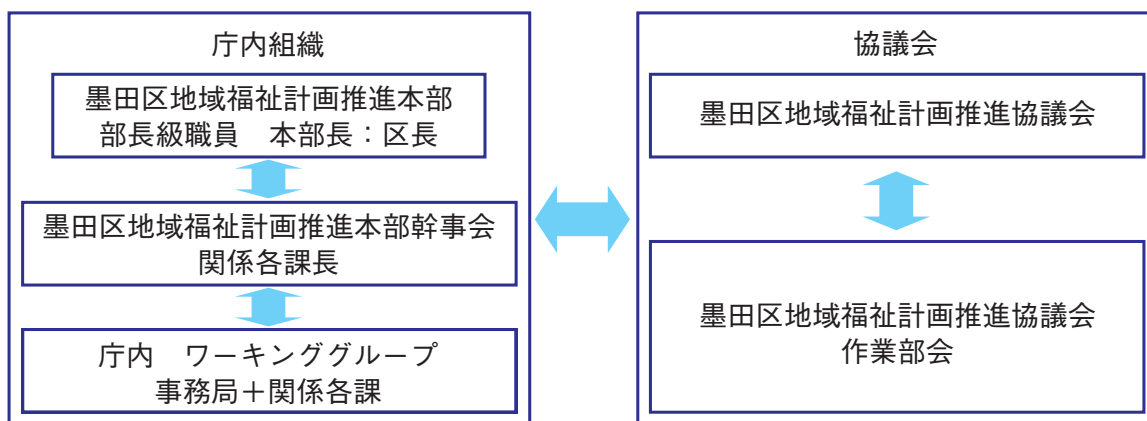 庁内組織
墨田区地域福祉計画推進本部
部長級職員　本部長：区長
墨田区地域福祉計画推進本部幹事会
関係各課長
庁内　ワーキンググループ
事務局＋関係各課
協議会
墨田区地域福祉計画推進協議会
墨田区地域福祉計画推進協議会
作業部会